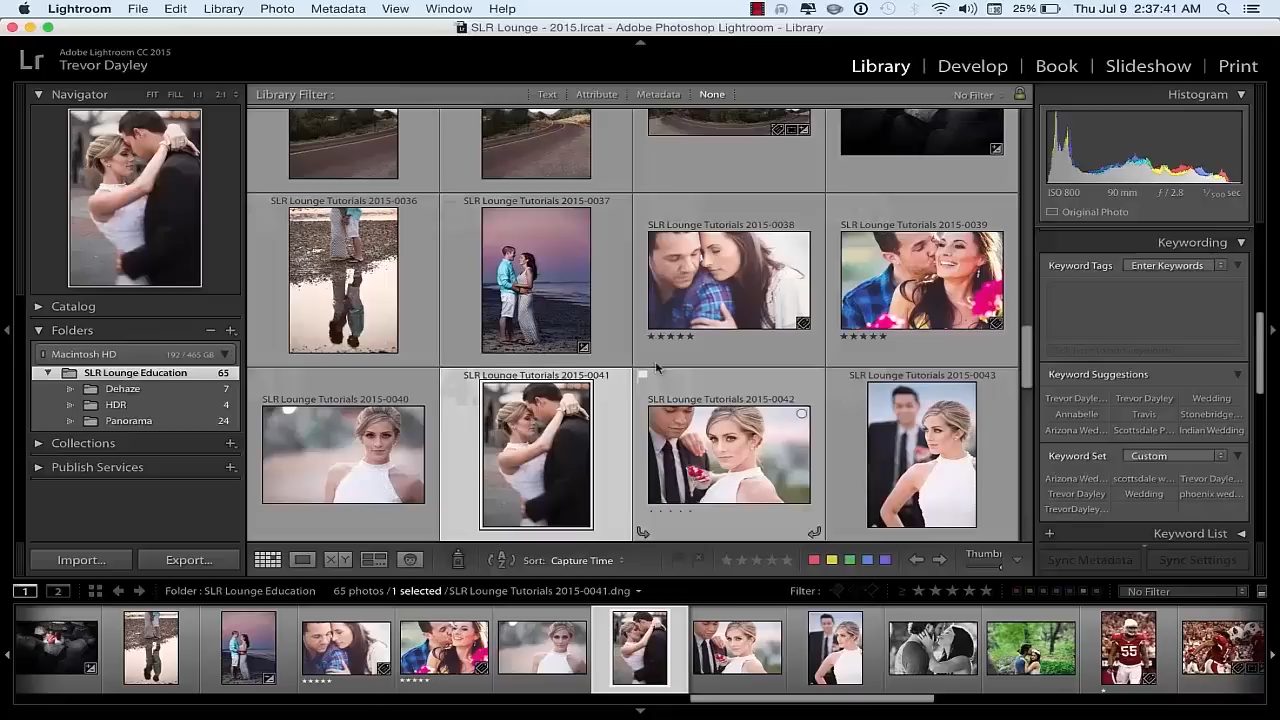 Lightroom File Edit Library Photo Metadata View Window Help 25% Thu Jul 9 2:37:41 AM
SLR Lounge - 2015.lrcat - Adobe Photoshop Lightroom - Library
Lr Adobe Lightroom CC 2015
Trevor Dayley
Library | Develop | Book | Slideshow | Print
Navigator FIT FILL 1:1 2:1
Library Filter : Text Attribute Metadata None No Filter
Histogram
ISO 800 90 mm ƒ / 2.8 1/500 sec
Original Photo
SLR Lounge Tutorials 2015-0036
SLR Lounge Tutorials 2015-0037
SLR Lounge Tutorials 2015-0038
SLR Lounge Tutorials 2015-0039
SLR Lounge Tutorials 2015-0040
SLR Lounge Tutorials 2015-0041
SLR Lounge Tutorials 2015-0042
SLR Lounge Tutorials 2015-0043
Catalog
Folders
Macintosh HD 192 / 465 GB
SLR Lounge Education 65
Dehaze 7
HDR 4
Panorama 24
Collections
Publish Services
Import... Export...
Keywording
Keyword Tags Enter Keywords
Keyword Suggestions
Trevor Dayle... Trevor Dayley Wedding
Annabelle Travis Stonebridge...
Arizona Wed... Scottsdale P... Indian Wedding
Keyword Set Custom
Arizona Wed... scottsdale w... Trevor Dayle...
Trevor Dayley Wedding phoenix wed...
TrevorDayley...
Keyword List
Sync Metadata Sync Settings
XY Sort: Capture Time Thumb
1 2 Folder : SLR Lounge Education 65 photos / 1 selected / SLR Lounge Tutorials 2015-0041.dng Filter : No Filter
55